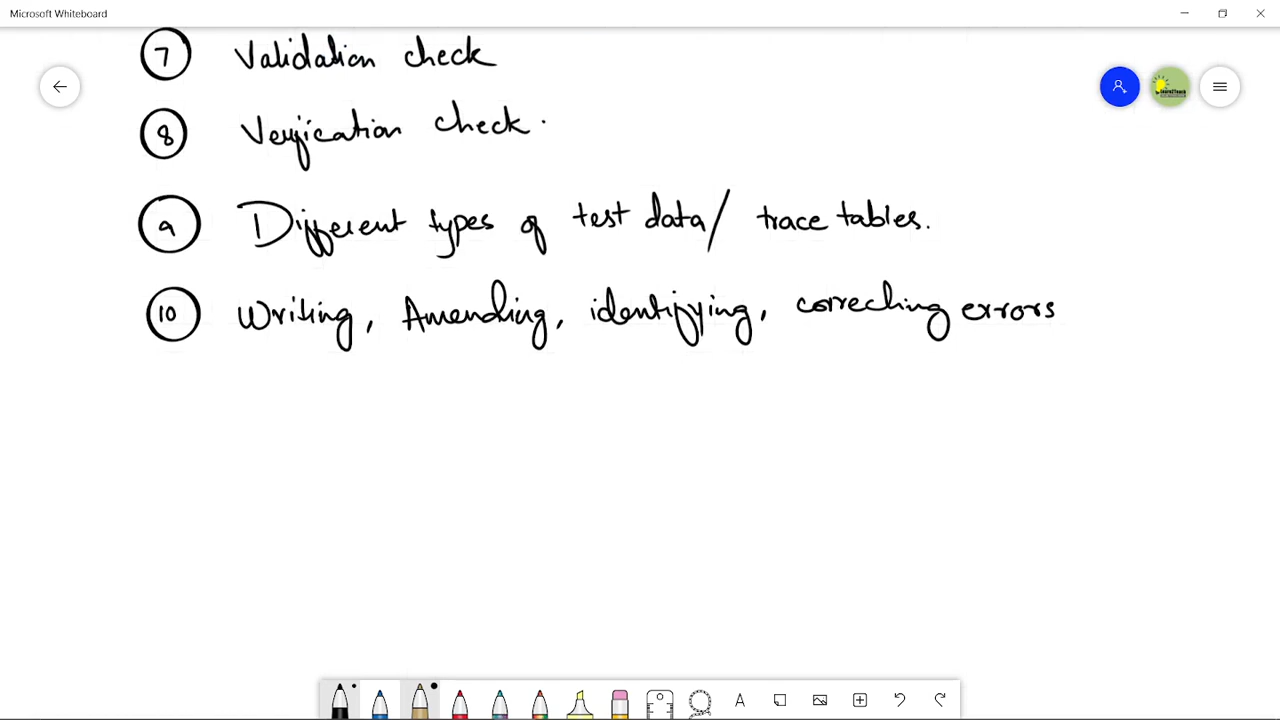 Microsoft Whiteboard
7 Validation check
8 Verification check.
9 Different types of test data/ trace tables.
10 Writing, Amending, identifying, correcting errors
A